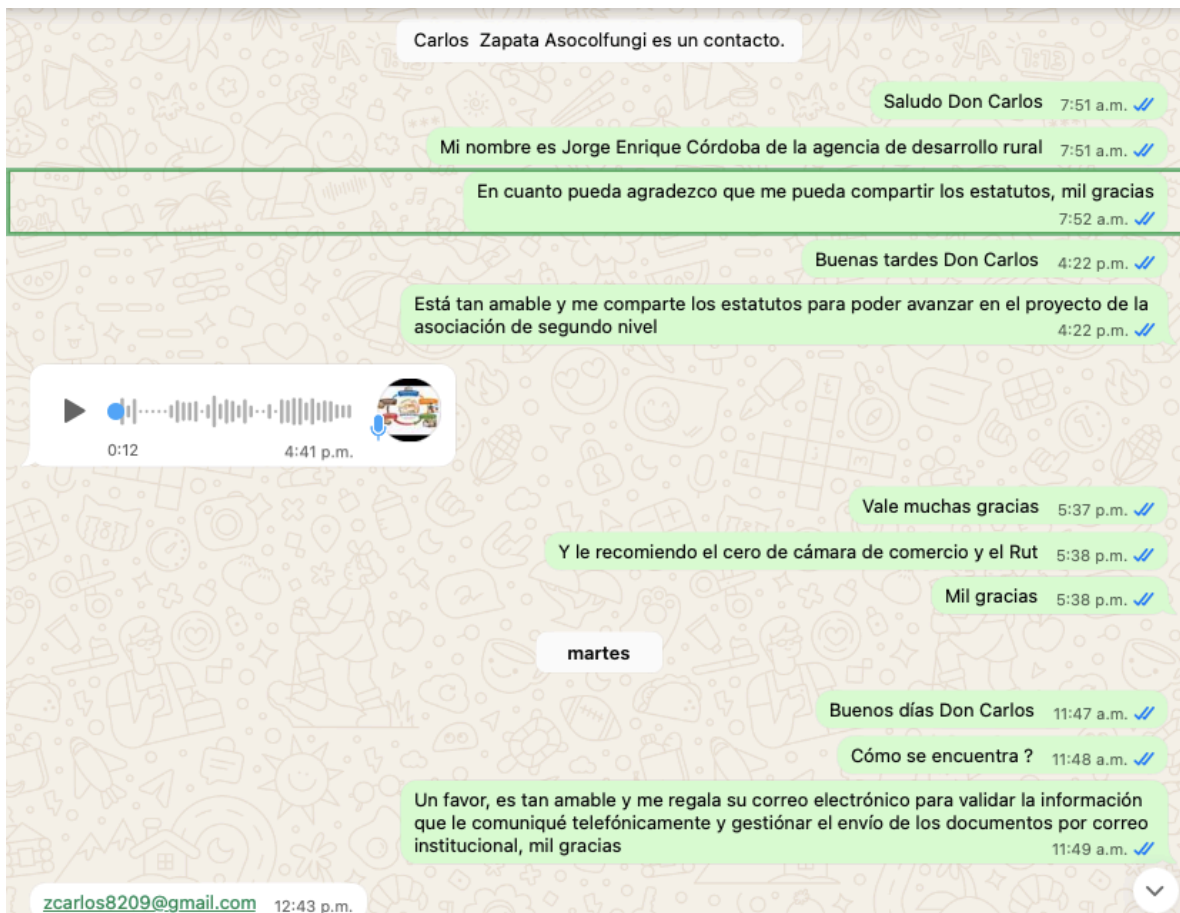 Carlos Zapata Asocolfungi es un contacto.
Saludo Don Carlos 7:51 a.m.
Mi nombre es Jorge Enrique Córdoba de la agencia de desarrollo rural 7:51 a.m.
En cuanto pueda agradezco que me pueda compartir los estatutos, mil gracias
7:52 a.m.
Buenas tardes Don Carlos 4:22 p.m.
Está tan amable y me comparte los estatutos para poder avanzar en el proyecto de la
asociación de segundo nivel 4:22 p.m.
0:12 4:41 p.m.
Vale muchas gracias 5:37 p.m.
Y le recomiendo el cero de cámara de comercio y el Rut 5:38 p.m.
Mil gracias 5:38 p.m.
martes
Buenos días Don Carlos 11:47 a.m.
Cómo se encuentra ? 11:48 a.m.
Un favor, es tan amable y me regala su correo electrónico para validar la información
que le comuniqué telefónicamente y gestiónar el envío de los documentos por correo
institucional, mil gracias 11:49 a.m.
zcarlos8209@gmail.com 12:43 p.m.